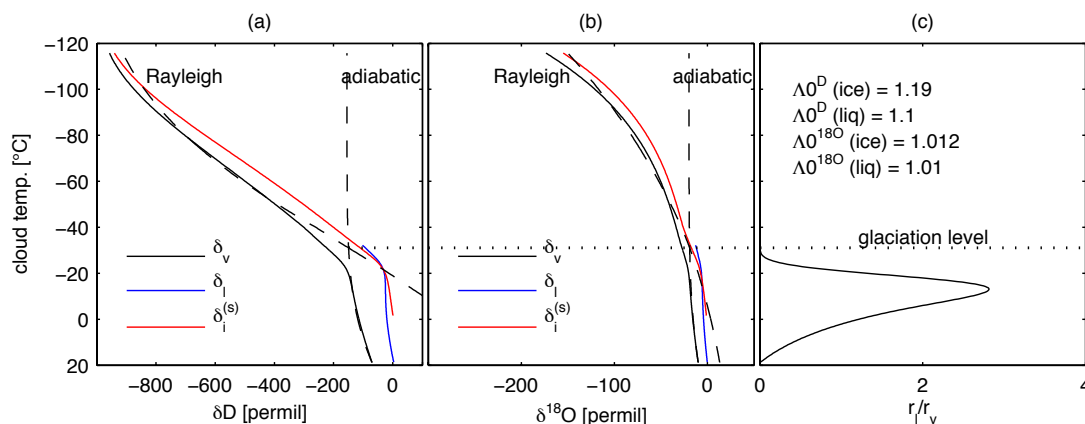 (a)
(b)
(c)
−120
−100
−80
−60
−40
−20
0
20
cloud temp. [°C]
Rayleigh
adiabatic
δv
δl
δi(s)
−800 −600 −400 −200 0
δD [permil]
Rayleigh
adiabatic
δv
δl
δi(s)
−200 −100 0
δ18O [permil]
Λ0D (ice) = 1.19
Λ0D (liq) = 1.1
Λ018O (ice) = 1.012
Λ018O (liq) = 1.01
glaciation level
0 2 4
rl/rv